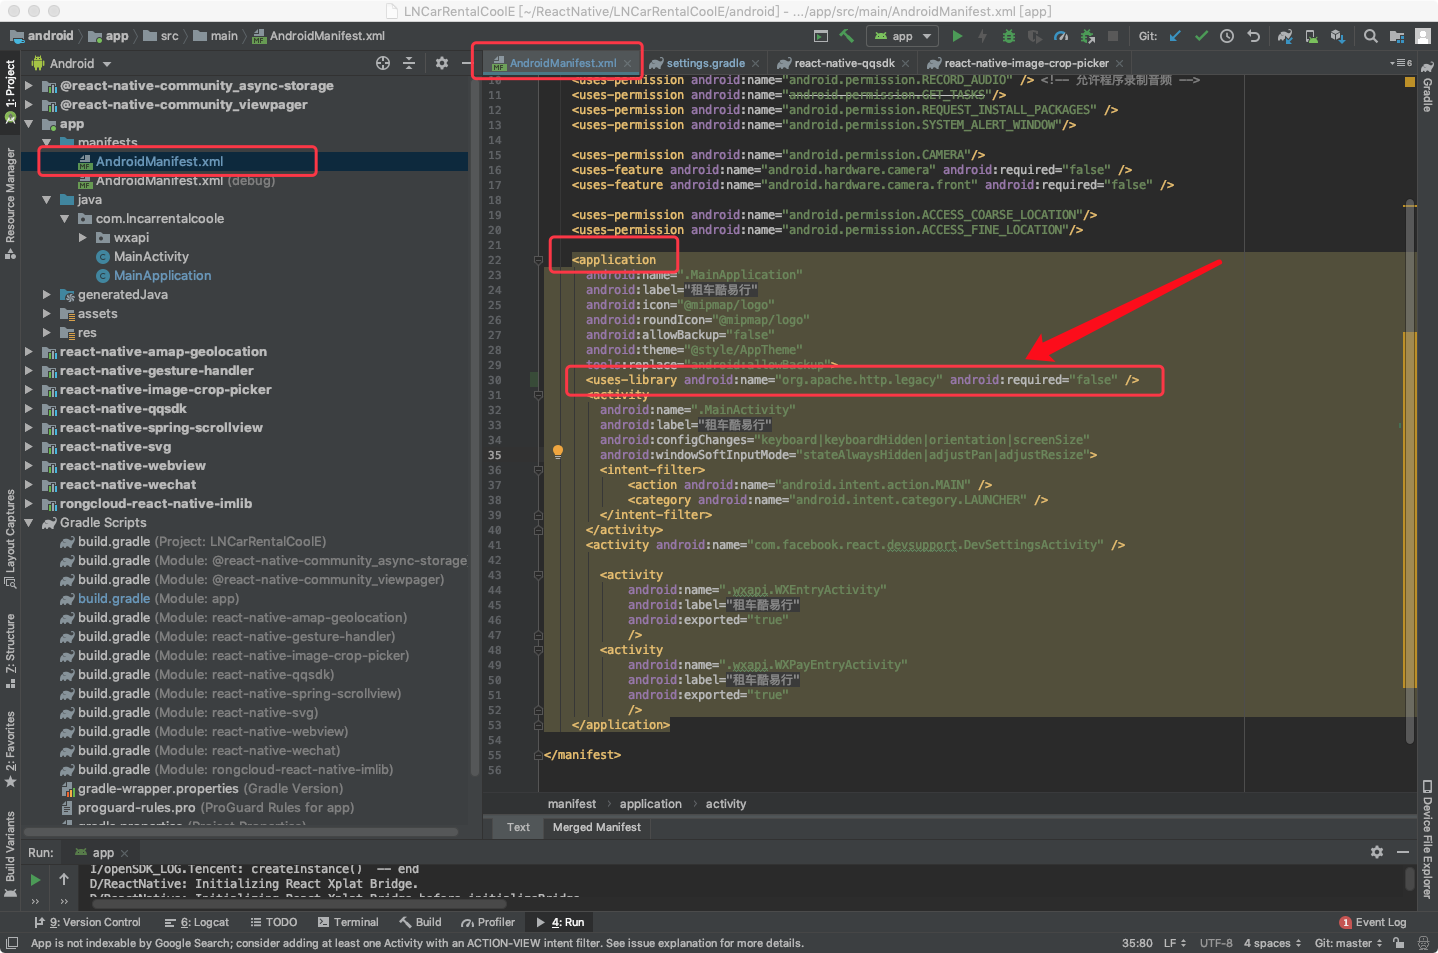 LNCarRentalCoolE [~/ReactNative/LNCarRentalCoolE/android] - .../app/src/main/AndroidManifest.xml [app]
android
app
src
main
AndroidManifest.xml
app
Git:
Android
AndroidManifest.xml
settings.gradle
react-native-qqsdk
react-native-image-crop-picker
6
1: Project
Resource Manager
Layout Captures
Z: Structure
2: Favorites
Build Variants
Gradle
Device File Explorer
@react-native-community_async-storage
@react-native-community_viewpager
app
manifests
AndroidManifest.xml
AndroidManifest.xml (debug)
java
com.lncarrentalcoole
wxapi
MainActivity
MainApplication
generatedJava
assets
res
react-native-amap-geolocation
react-native-gesture-handler
react-native-image-crop-picker
react-native-qqsdk
react-native-spring-scrollview
react-native-svg
react-native-webview
react-native-wechat
rongcloud-react-native-imlib
Gradle Scripts
build.gradle (Project: LNCarRentalCoolE)
build.gradle (Module: @react-native-community_async-storage
build.gradle (Module: @react-native-community_viewpager)
build.gradle (Module: app)
build.gradle (Module: react-native-amap-geolocation)
build.gradle (Module: react-native-gesture-handler)
build.gradle (Module: react-native-image-crop-picker)
build.gradle (Module: react-native-qqsdk)
build.gradle (Module: react-native-spring-scrollview)
build.gradle (Module: react-native-svg)
build.gradle (Module: react-native-webview)
build.gradle (Module: react-native-wechat)
build.gradle (Module: rongcloud-react-native-imlib)
gradle-wrapper.properties (Gradle Version)
proguard-rules.pro (ProGuard Rules for app)
gradle.properties (Project Properties)
10 <uses-permission android:name="android.permission.RECORD_AUDIO" /> <!-- 允许程序录制音频 -->
11 <uses-permission android:name="android.permission.GET_TASKS"/>
12 <uses-permission android:name="android.permission.REQUEST_INSTALL_PACKAGES" />
13 <uses-permission android:name="android.permission.SYSTEM_ALERT_WINDOW"/>
14
15 <uses-permission android:name="android.permission.CAMERA"/>
16 <uses-feature android:name="android.hardware.camera" android:required="false" />
17 <uses-feature android:name="android.hardware.camera.front" android:required="false" />
18
19 <uses-permission android:name="android.permission.ACCESS_COARSE_LOCATION"/>
20 <uses-permission android:name="android.permission.ACCESS_FINE_LOCATION"/>
21
22 <application
23 android:name=".MainApplication"
24 android:label="租车酷易行"
25 android:icon="@mipmap/logo"
26 android:roundIcon="@mipmap/logo"
27 android:allowBackup="false"
28 android:theme="@style/AppTheme"
29 tools:replace="android:allowBackup">
30 <uses-library android:name="org.apache.http.legacy" android:required="false" />
31 <activity
32 android:name=".MainActivity"
33 android:label="租车酷易行"
34 android:configChanges="keyboard|keyboardHidden|orientation|screenSize"
35 android:windowSoftInputMode="stateAlwaysHidden|adjustPan|adjustResize">
36 <intent-filter>
37 <action android:name="android.intent.action.MAIN" />
38 <category android:name="android.intent.category.LAUNCHER" />
39 </intent-filter>
40 </activity>
41 <activity android:name="com.facebook.react.devsupport.DevSettingsActivity" />
42
43 <activity
44 android:name=".wxapi.WXEntryActivity"
45 android:label="租车酷易行"
46 android:exported="true"
47 />
48 <activity
49 android:name=".wxapi.WXPayEntryActivity"
50 android:label="租车酷易行"
51 android:exported="true"
52 />
53 </application>
54
55 </manifest>
56
manifest
application
activity
Text
Merged Manifest
Run:
app
I/openSDK_LOG.Tencent: createInstance() -- end
D/ReactNative: Initializing React Xplat Bridge.
D/ReactNative: Initializing React Xplat Bridge before initializeBridge
9: Version Control
6: Logcat
TODO
Terminal
Build
Profiler
4: Run
1 Event Log
App is not indexable by Google Search; consider adding at least one Activity with an ACTION-VIEW intent filter. See issue explanation for more details.
35:80
LF
UTF-8
4 spaces
Git: master